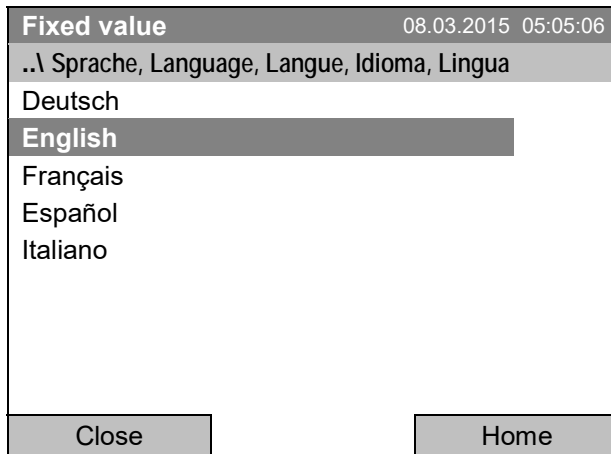 Fixed value 08.03.2015 05:05:06
..\ Sprache, Language, Langue, Idioma, Lingua
Deutsch
English
Français
Español
Italiano
Close Home